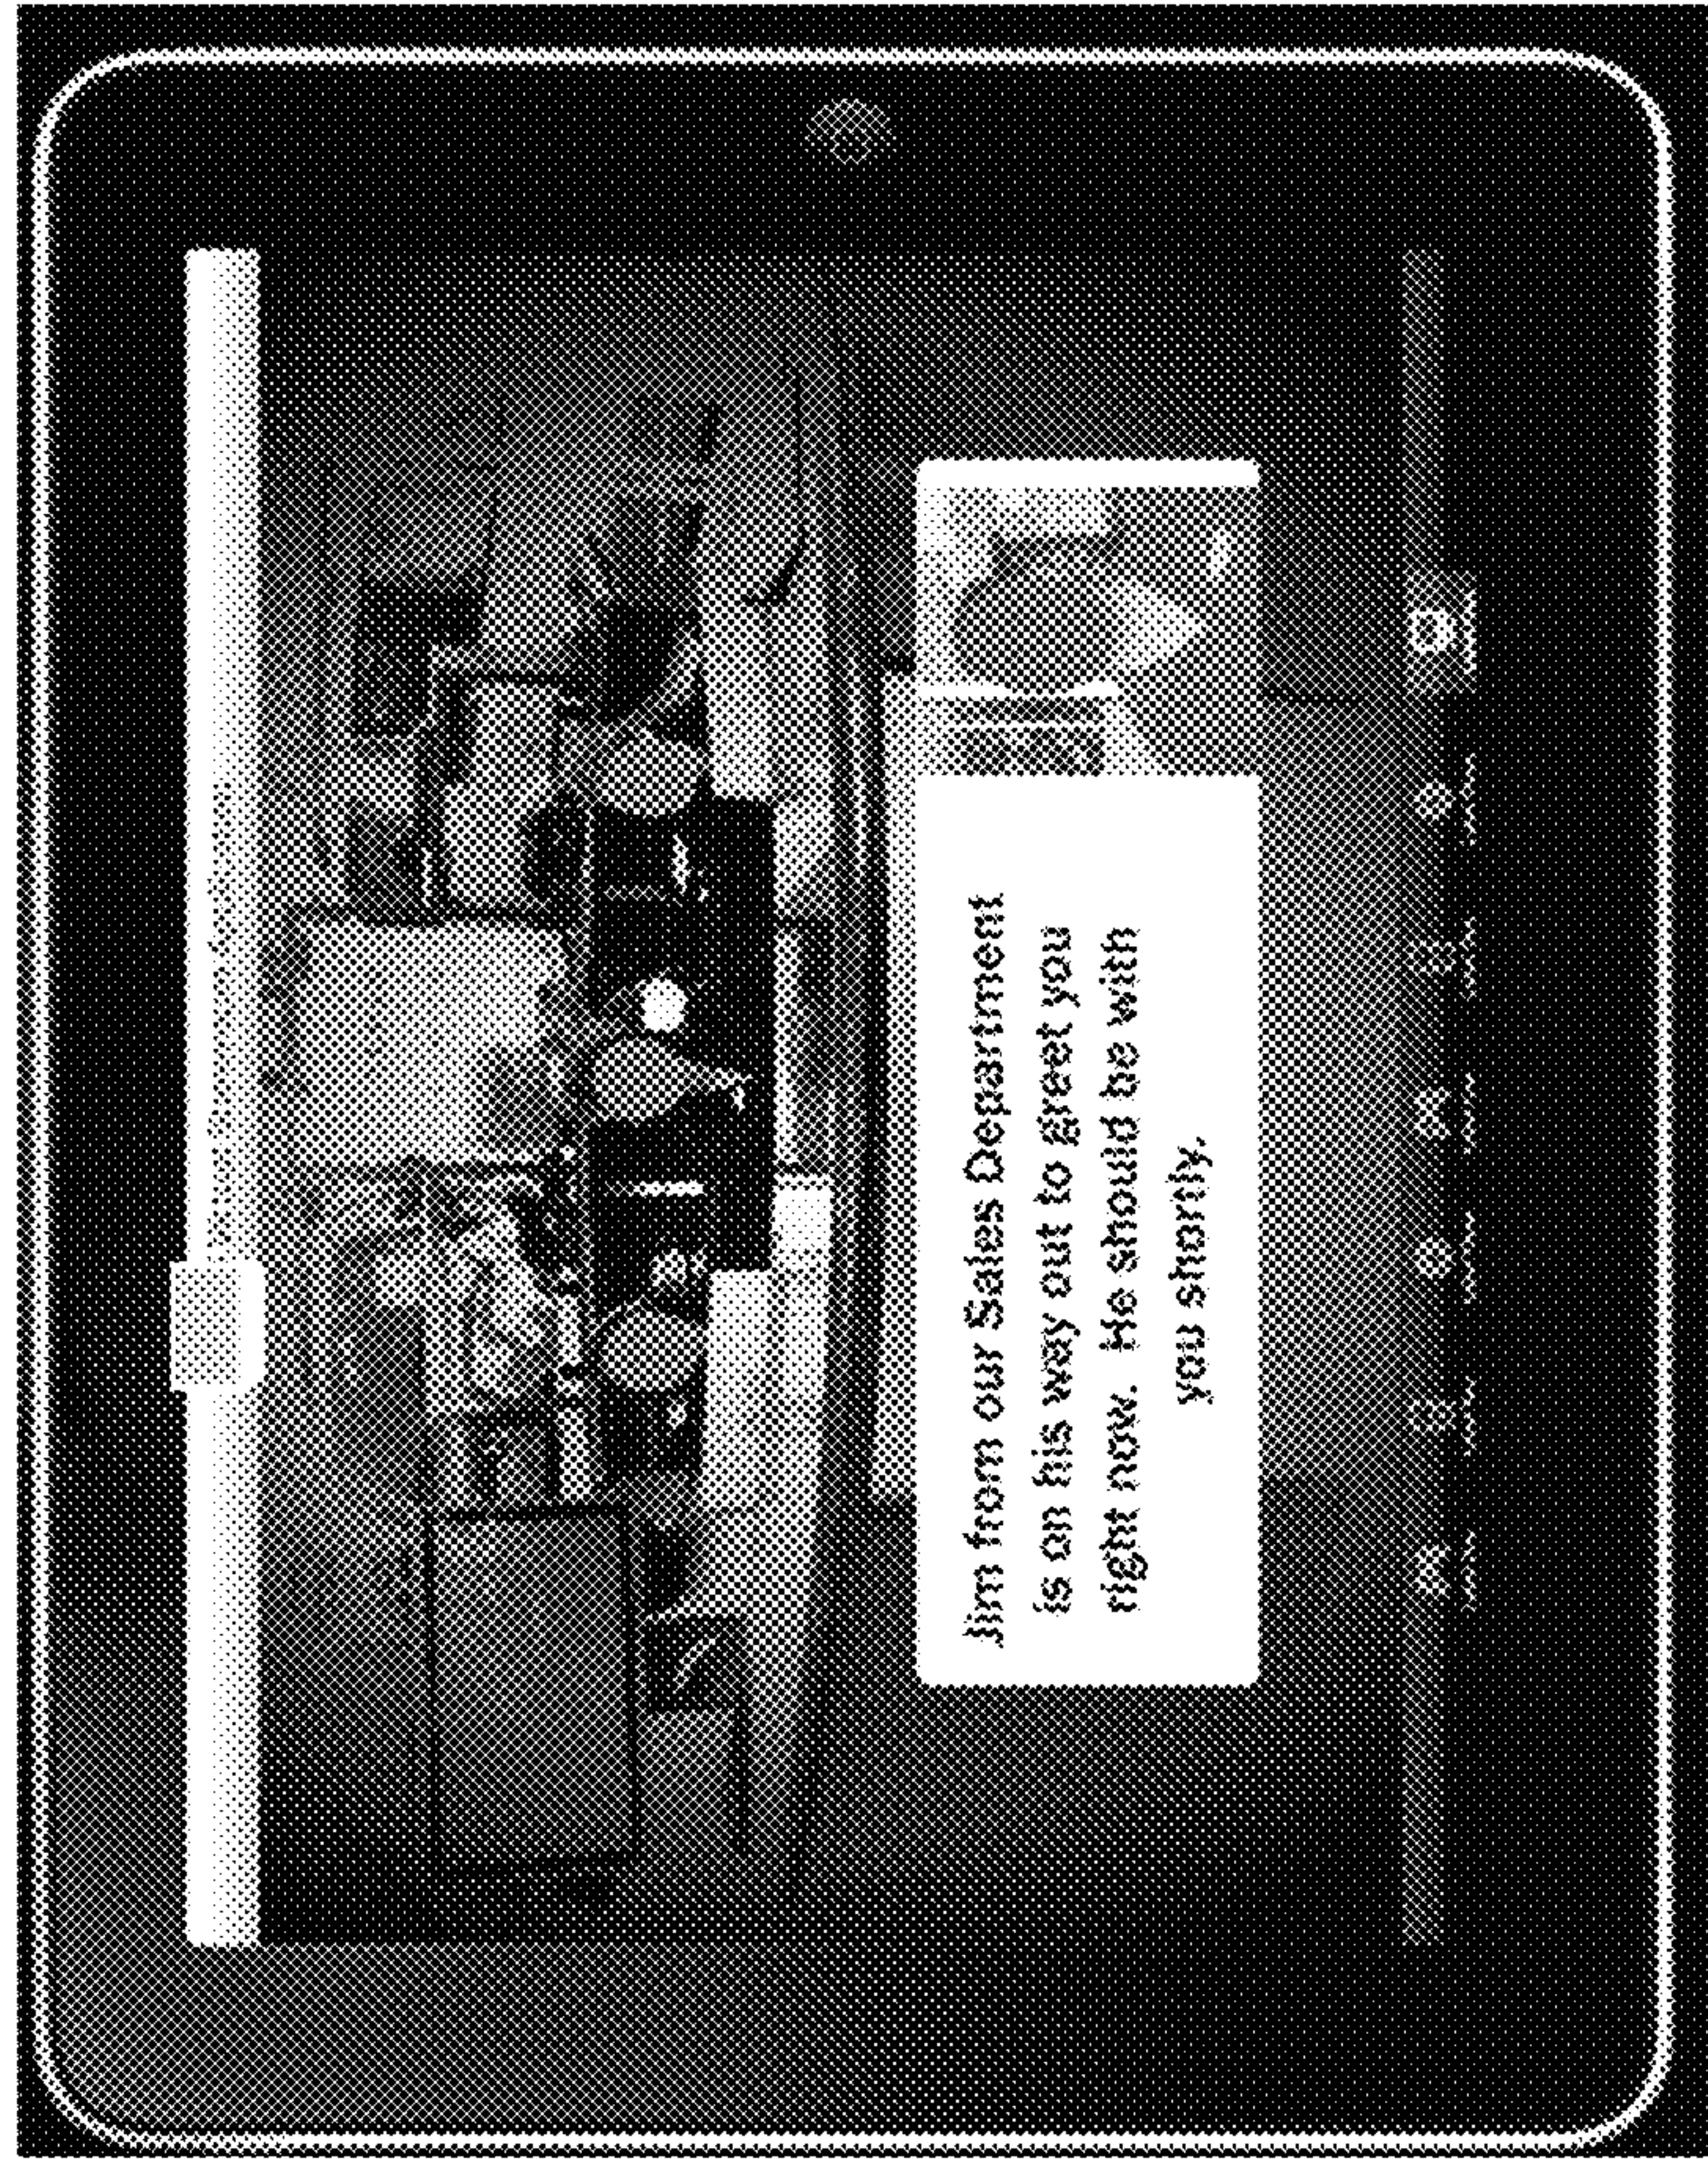 Jim from our Sales Department
is on his way out to greet you
right now. He should be with
you shortly.